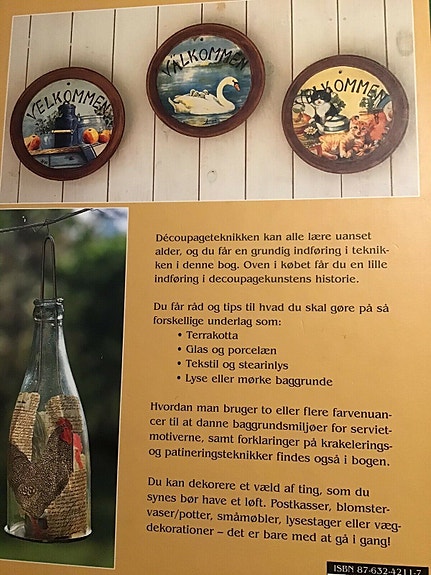 VELKOMMEN
VÄLKOMMEN
VELKOMMEN
Découpageteknikken kan alle lære uanset
alder, og du får en grundig indføring i teknik-
ken i denne bog. Oven i købet får du en lille
indføring i decoupagekunstens historie.
Du får råd og tips til hvad du skal gøre på så
forskellige underlag som:
• Terrakotta
• Glas og porcelæn
• Tekstil og stearinlys
• Lyse eller mørke baggrunde
Hvordan man bruger to eller flere farvenuan-
cer til at danne baggrundsmiljøer for serviet-
motiverne, samt forklaringer på krakelerings-
og patineringsteknikker findes også i bogen.
Du kan dekorere et væld af ting, som du
synes bør have et løft. Postkasser, blomster-
vaser/potter, småmøbler, lysestager eller væg-
dekorationer – det er bare med at gå i gang!
ISBN 87-632-4211-7